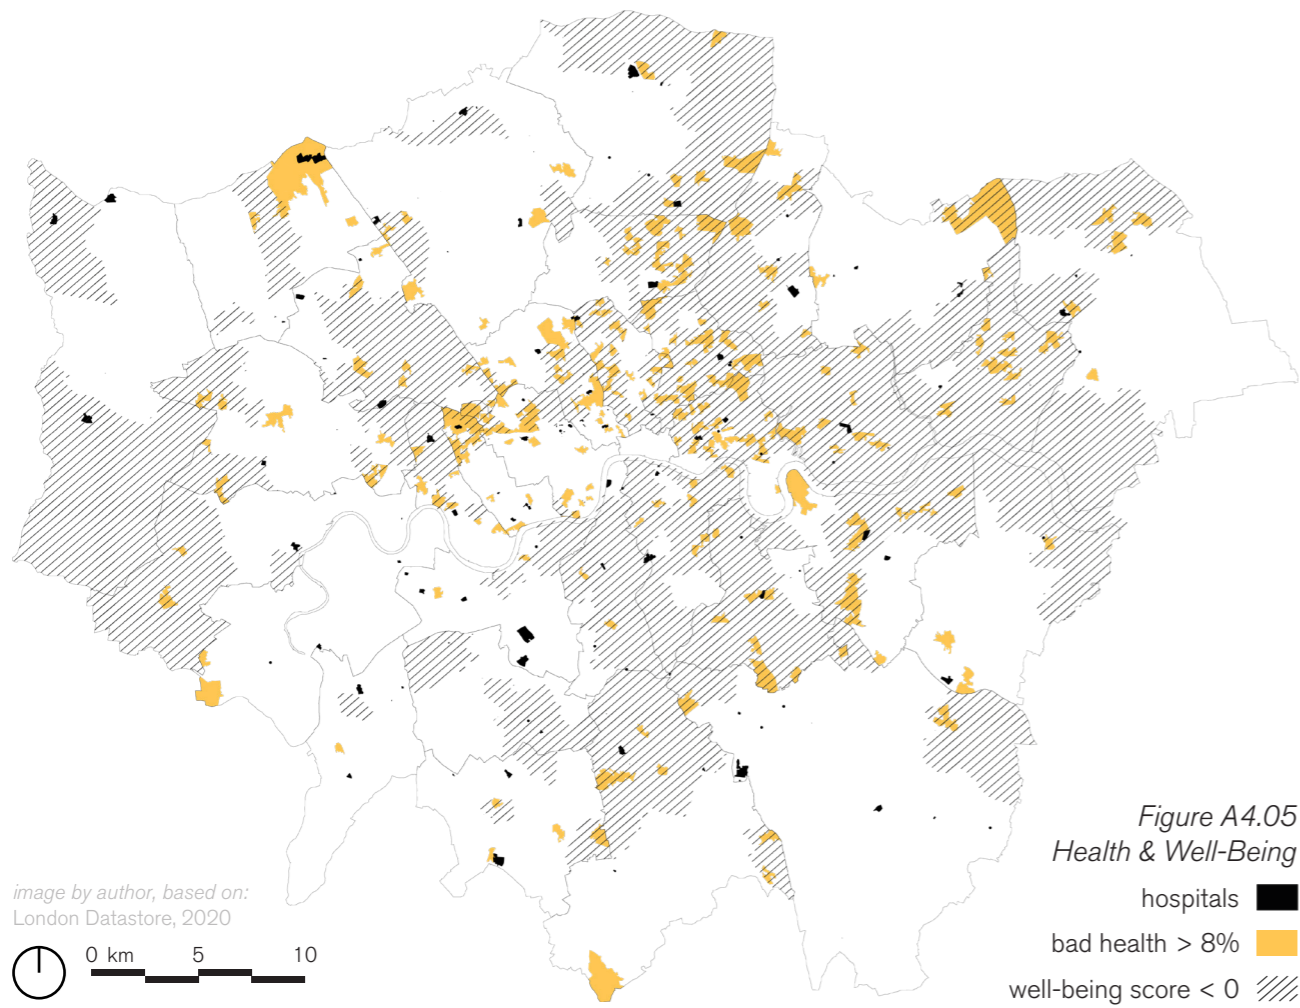 Figure A4.05
Health & Well-Being
hospitals
bad health > 8%
well-being score < 0
image by author, based on:
London Datastore, 2020
0 km 5 10